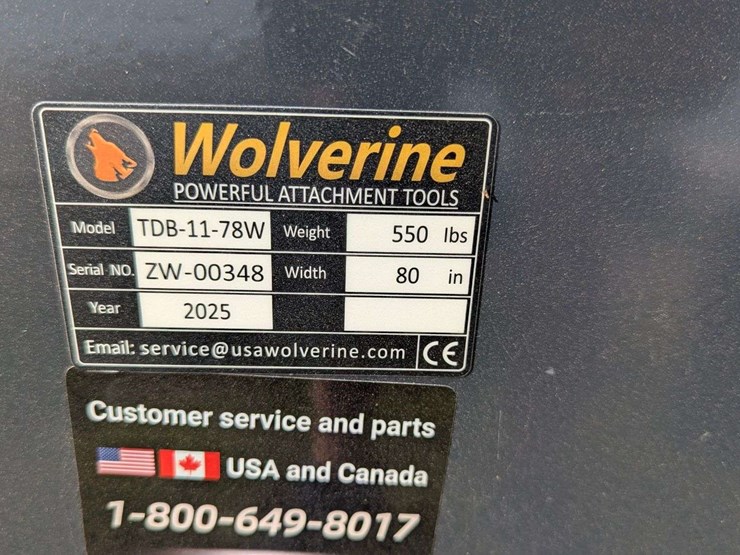 Wolverine
POWERFUL ATTACHMENT TOOLS
Model TDB-11-78W Weight 550 lbs
Serial NO. ZW-00348 Width 80 in
Year 2025
Email: service@usawolverine.com CE
Customer service and parts
USA and Canada
1-800-649-8017